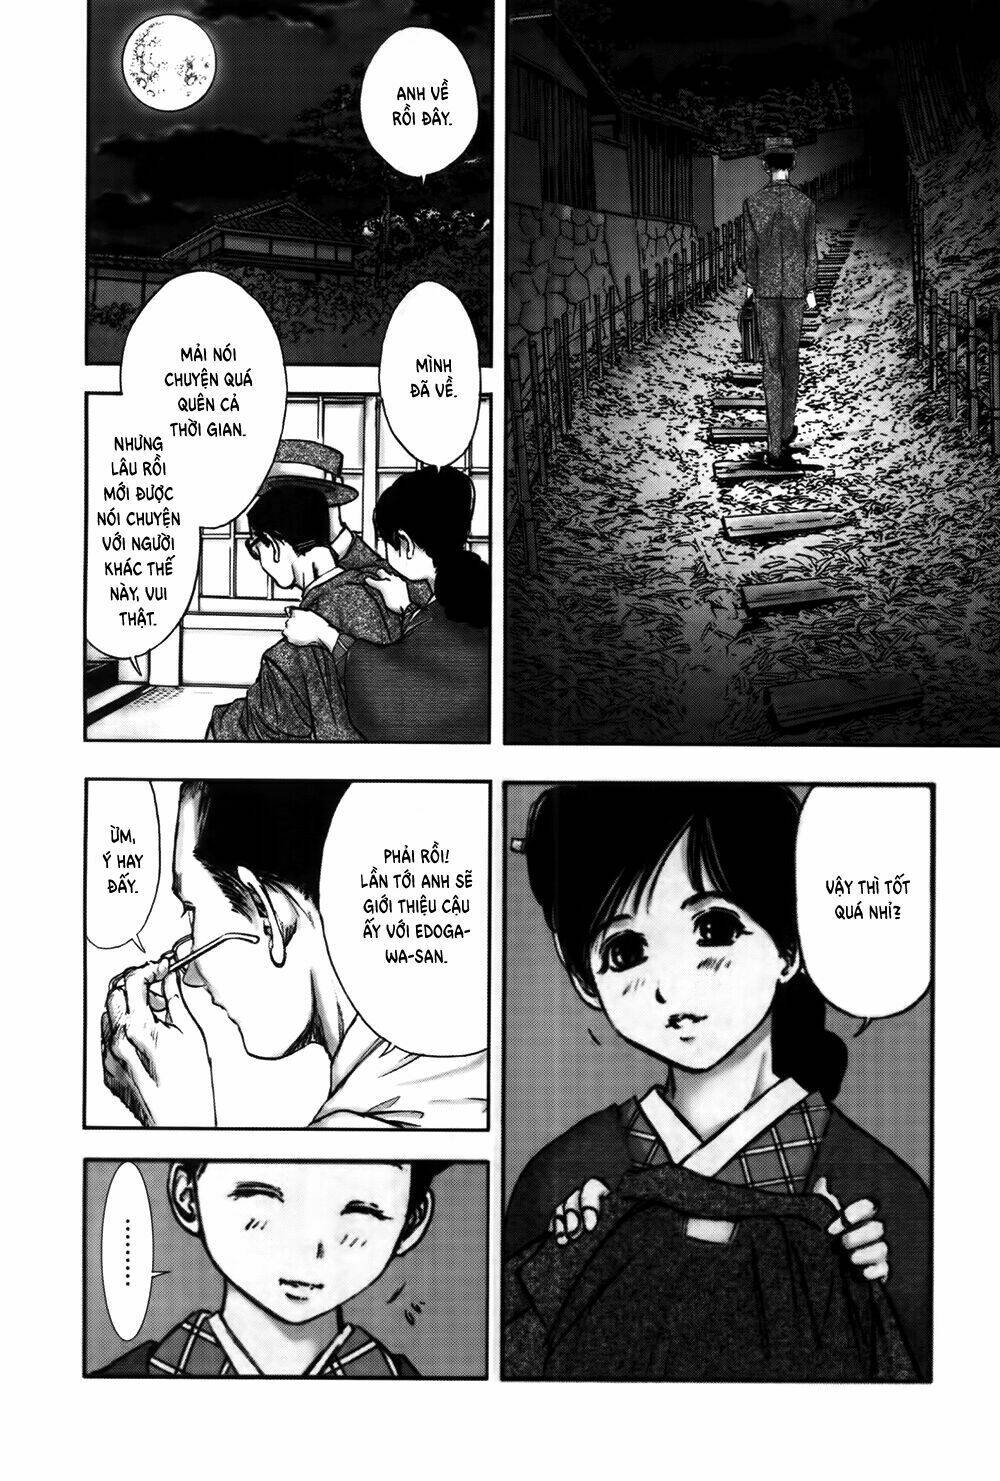 ANH VỀ
RỒI ĐÂY.
MÌNH
ĐÃ VỀ.
MẢI NÓI
CHUYỆN QUÁ
QUÊN CẢ
THỜI GIAN.
NHƯNG
LÂU RỒI
MỚI ĐƯỢC
NÓI CHUYỆN
VỚI NGƯỜI
KHÁC THẾ
NÀY, VUI
THẬT.
VẬY THÌ TỐT
QUÁ NHỈ?
PHẢI RỒI!
LẦN TỚI ANH SẼ
GIỚI THIỆU CẬU
ẤY VỚI EDOGA-
WA-SAN.
ỪM,
Ý HAY
ĐẤY.
.........